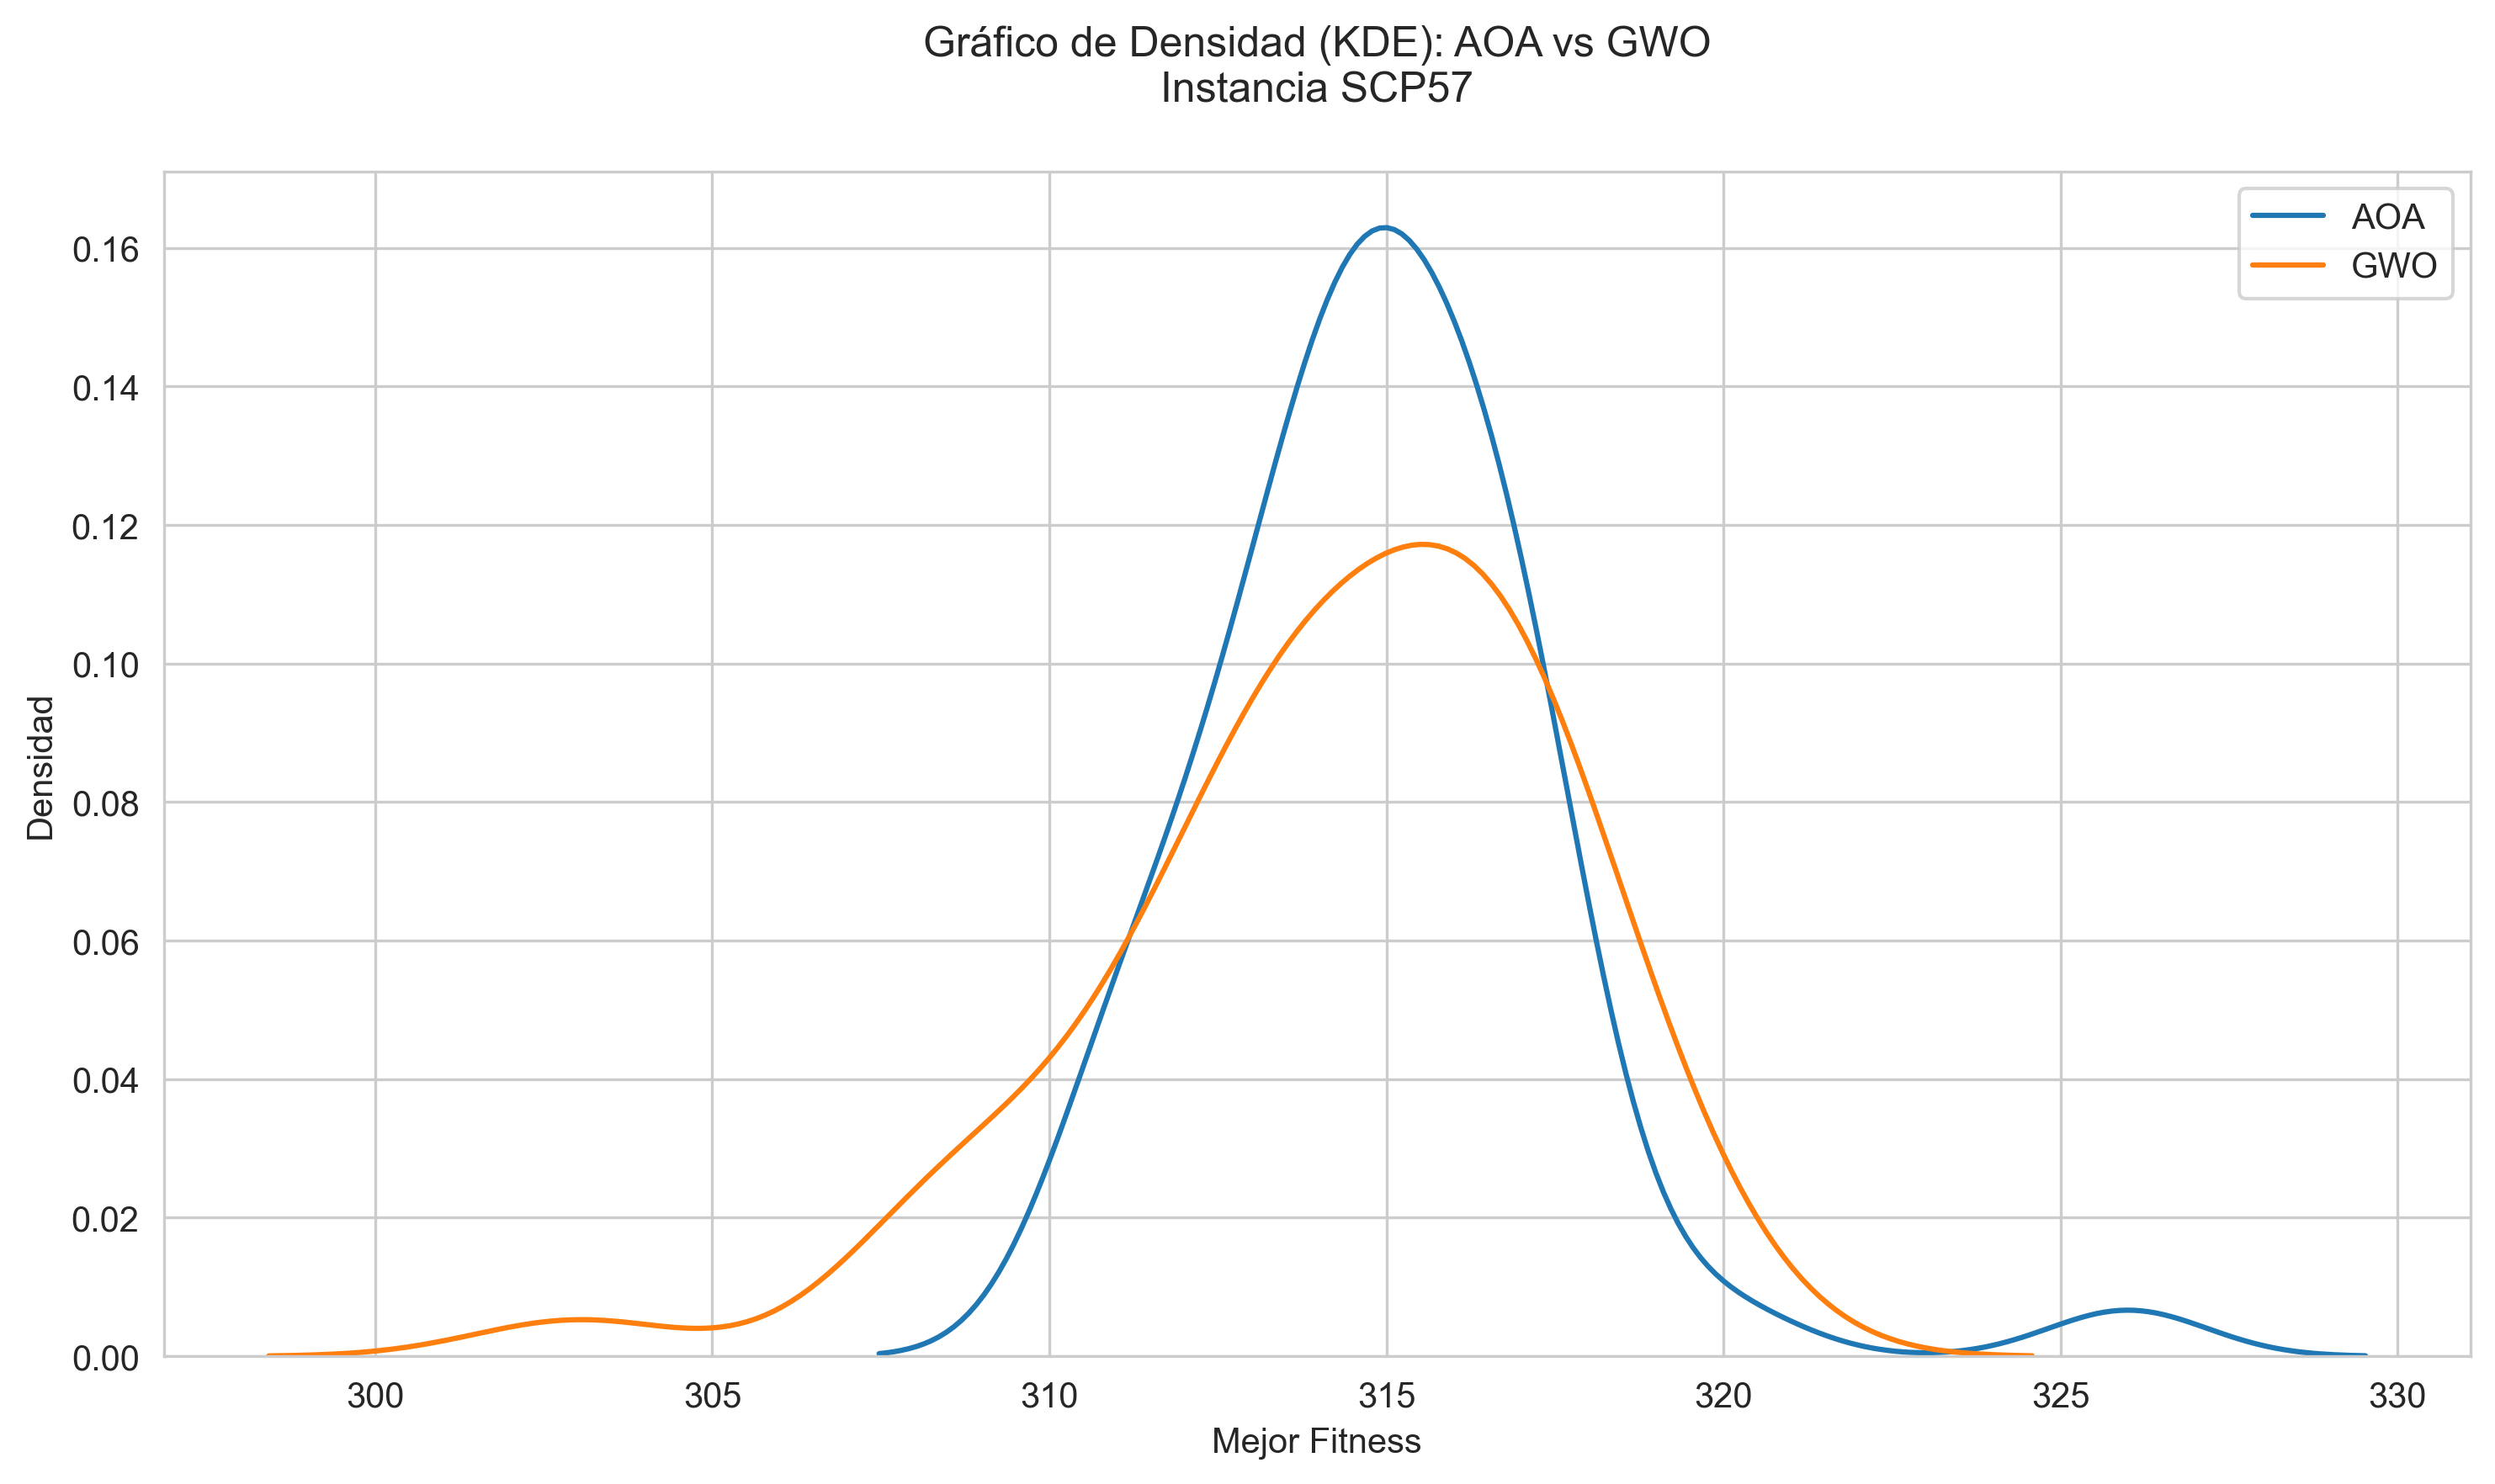 Gráfico de Densidad (KDE): AOA vs GWO
Instancia SCP57
AOA
GWO
0.16
0.14
0.12
0.10
0.08
0.06
0.04
0.02
0.00
Densidad
300 305 310 315 320 325 330
Mejor Fitness